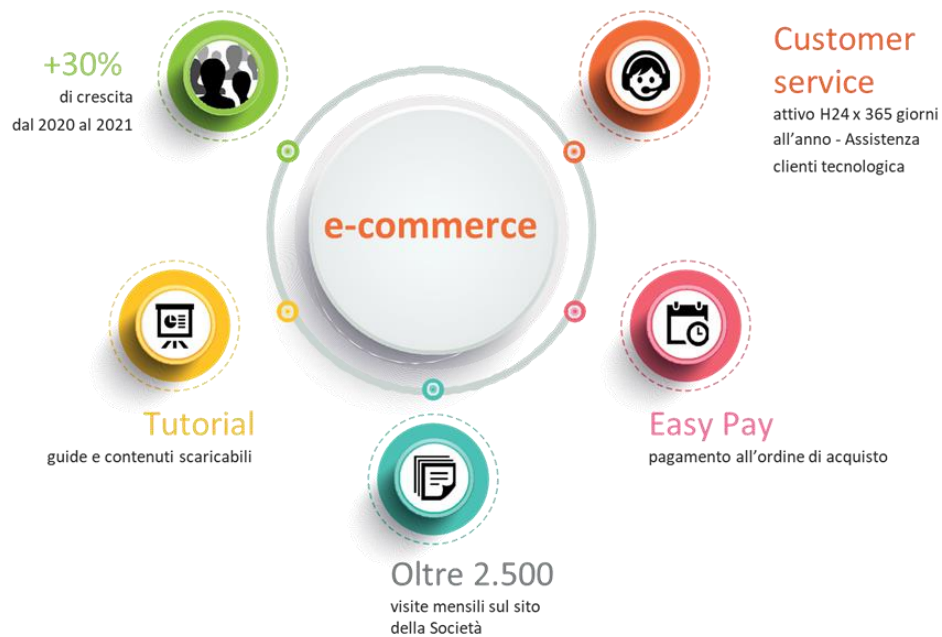 +30%
di crescita
dal 2020 al 2021
Customer
service
attivo H24 x 365 giorni
all'anno - Assistenza
clienti tecnologica
e-commerce
Tutorial
guide e contenuti scaricabili
Easy Pay
pagamento all'ordine di acquisto
Oltre 2.500
visite mensili sul sito
della Società